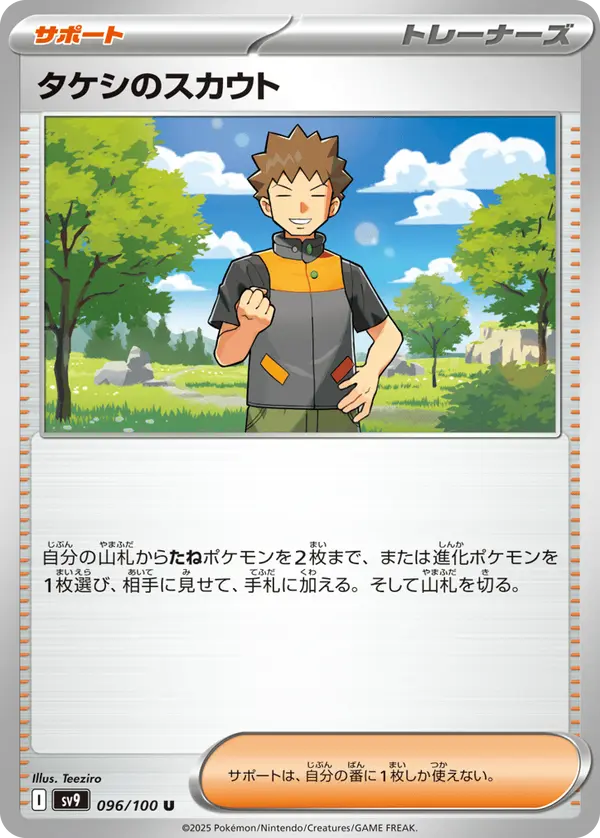 サポート
トレーナーズ
タケシのスカウト
自分の山札からたねポケモンを2枚まで、または進化ポケモンを
1枚選び、相手に見せて、手札に加える。そして山札を切る。
Illus. Teeziro
サポートは、自分の番に1枚しか使えない。
I sv9 096/100 U
©2025 Pokémon/Nintendo/Creatures/GAME FREAK.